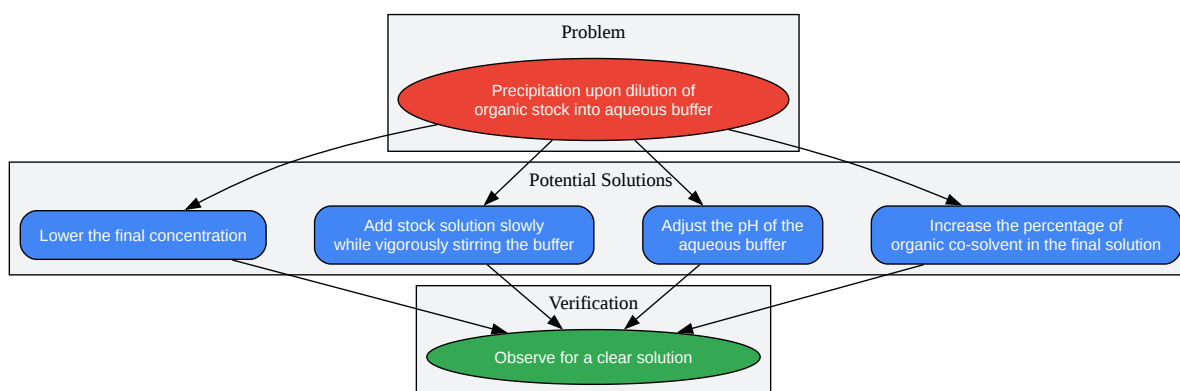 Problem
Precipitation upon dilution of
organic stock into aqueous buffer
Potential Solutions
Lower the final concentration
Add stock solution slowly
while vigorously stirring the buffer
Adjust the pH of the
aqueous buffer
Increase the percentage of
organic co-solvent in the final solution
Verification
Observe for a clear solution